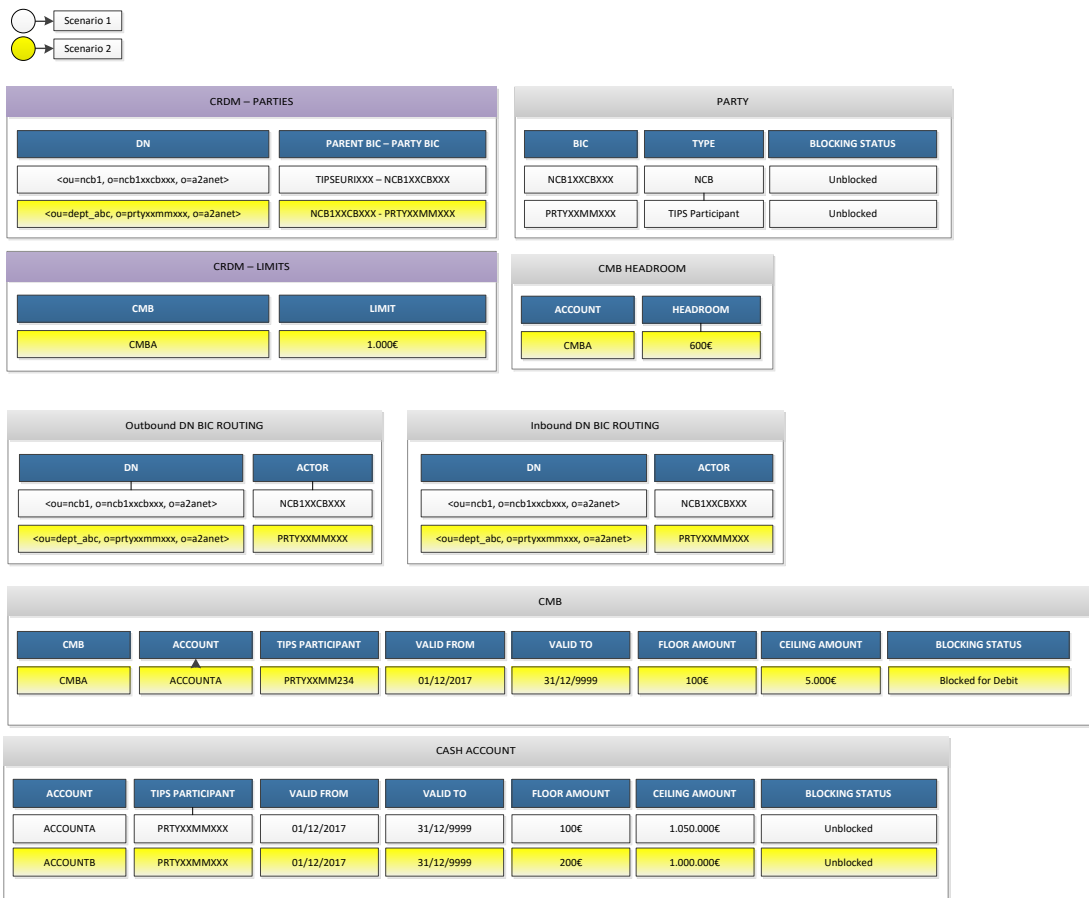 Scenario 1
Scenario 2
CRDM – PARTIES
DN PARENT BIC – PARTY BIC
<ou=ncb1, o=ncb1xxcbxxx, o=a2anet> TIPSEURIXXX – NCB1XXCBXXX
<ou=dept_abc, o=prtyxxmmxxx, o=a2anet> NCB1XXCBXXX - PRTYXXMMXXX
PARTY
BIC TYPE BLOCKING STATUS
NCB1XXCBXXX NCB Unblocked
PRTYXXMMXXX TIPS Participant Unblocked
CRDM – LIMITS
CMB LIMIT
CMBA 1.000€
CMB HEADROOM
ACCOUNT HEADROOM
CMBA 600€
Outbound DN BIC ROUTING
DN ACTOR
<ou=ncb1, o=ncb1xxcbxxx, o=a2anet> NCB1XXCBXXX
<ou=dept_abc, o=prtyxxmmxxx, o=a2anet> PRTYXXMMXXX
Inbound DN BIC ROUTING
DN ACTOR
<ou=ncb1, o=ncb1xxcbxxx, o=a2anet> NCB1XXCBXXX
<ou=dept_abc, o=prtyxxmmxxx, o=a2anet> PRTYXXMMXXX
CMB
CMB ACCOUNT TIPS PARTICIPANT VALID FROM VALID TO FLOOR AMOUNT CEILING AMOUNT BLOCKING STATUS
CMBA ACCOUNTA PRTYXXMM234 01/12/2017 31/12/9999 100€ 5.000€ Blocked for Debit
CASH ACCOUNT
ACCOUNT TIPS PARTICIPANT VALID FROM VALID TO FLOOR AMOUNT CEILING AMOUNT BLOCKING STATUS
ACCOUNTA PRTYXXMMXXX 01/12/2017 31/12/9999 100€ 1.050.000€ Unblocked
ACCOUNTB PRTYXXMMXXX 01/12/2017 31/12/9999 200€ 1.000.000€ Unblocked